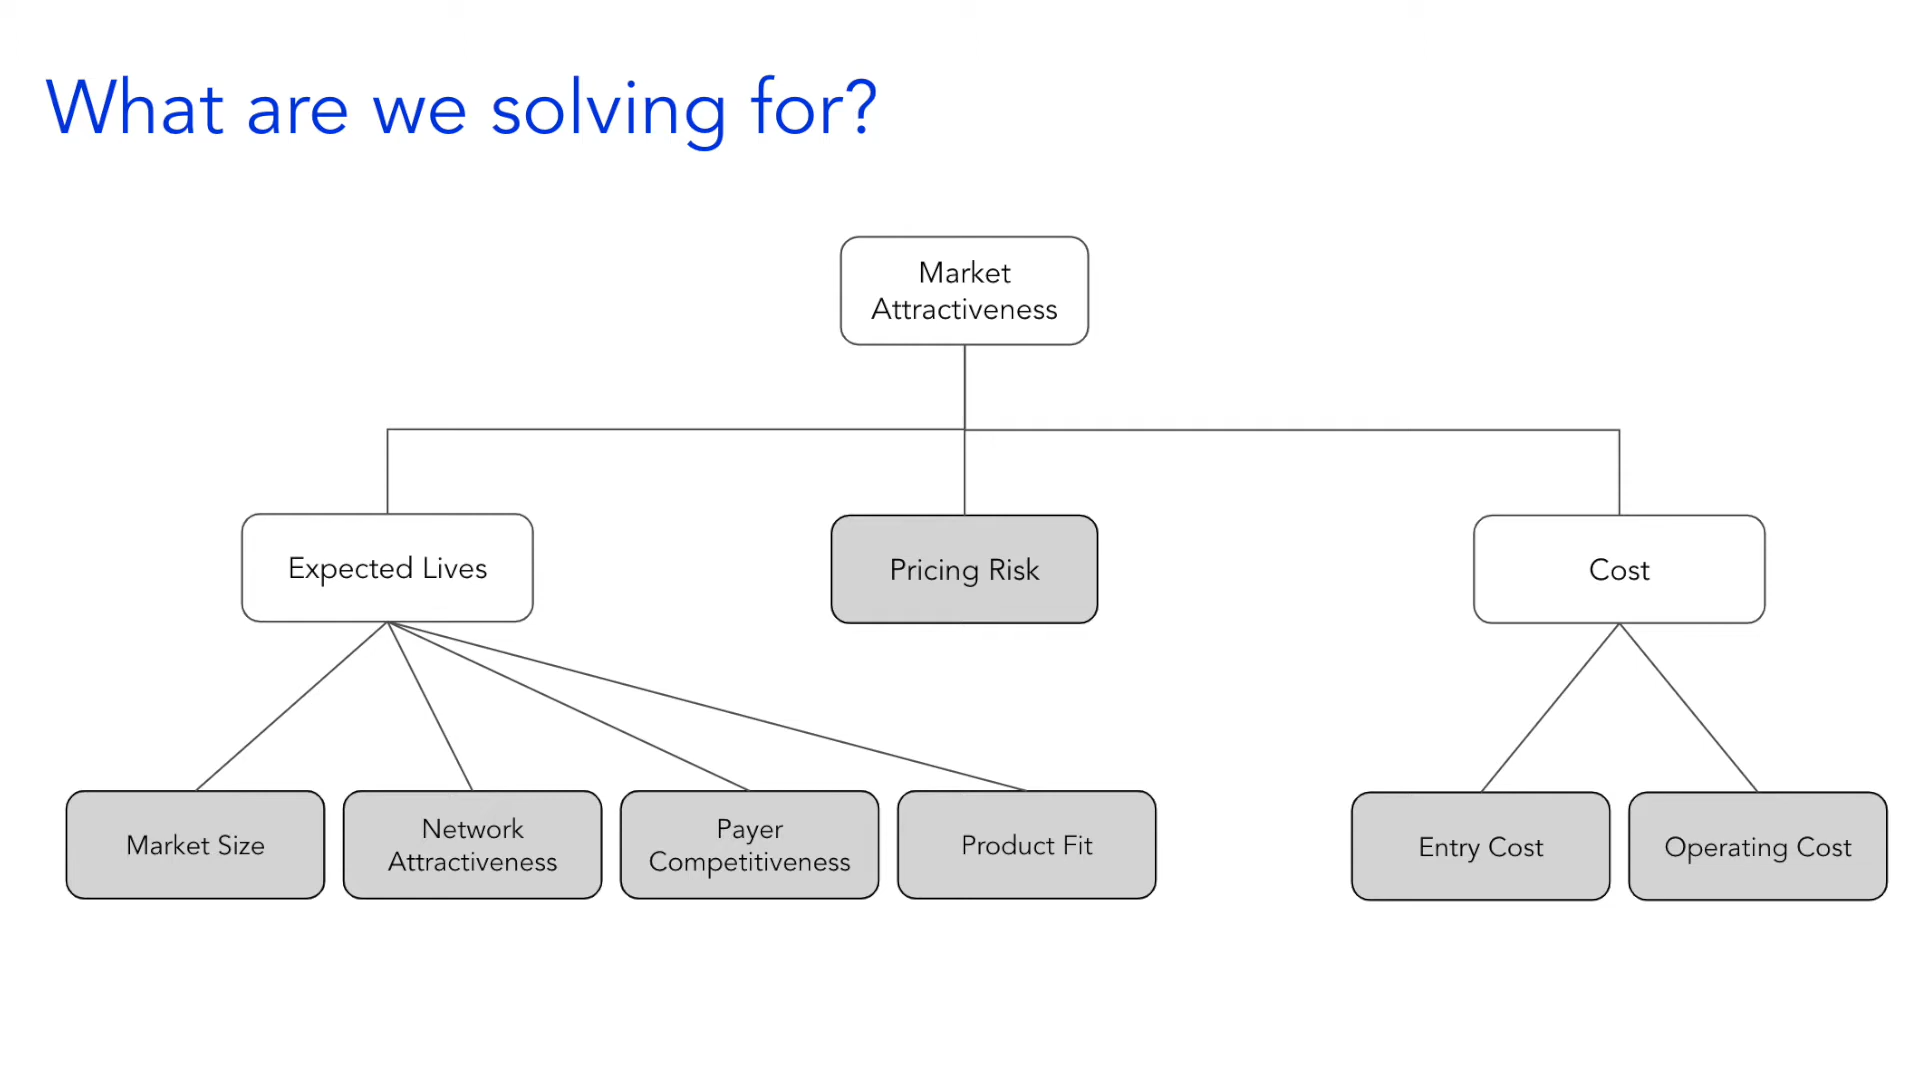 What are we solving for?
Market
Attractiveness
Expected Lives
Pricing Risk
Cost
Market Size
Network
Attractiveness
Payer
Competitiveness
Product Fit
Entry Cost
Operating Cost